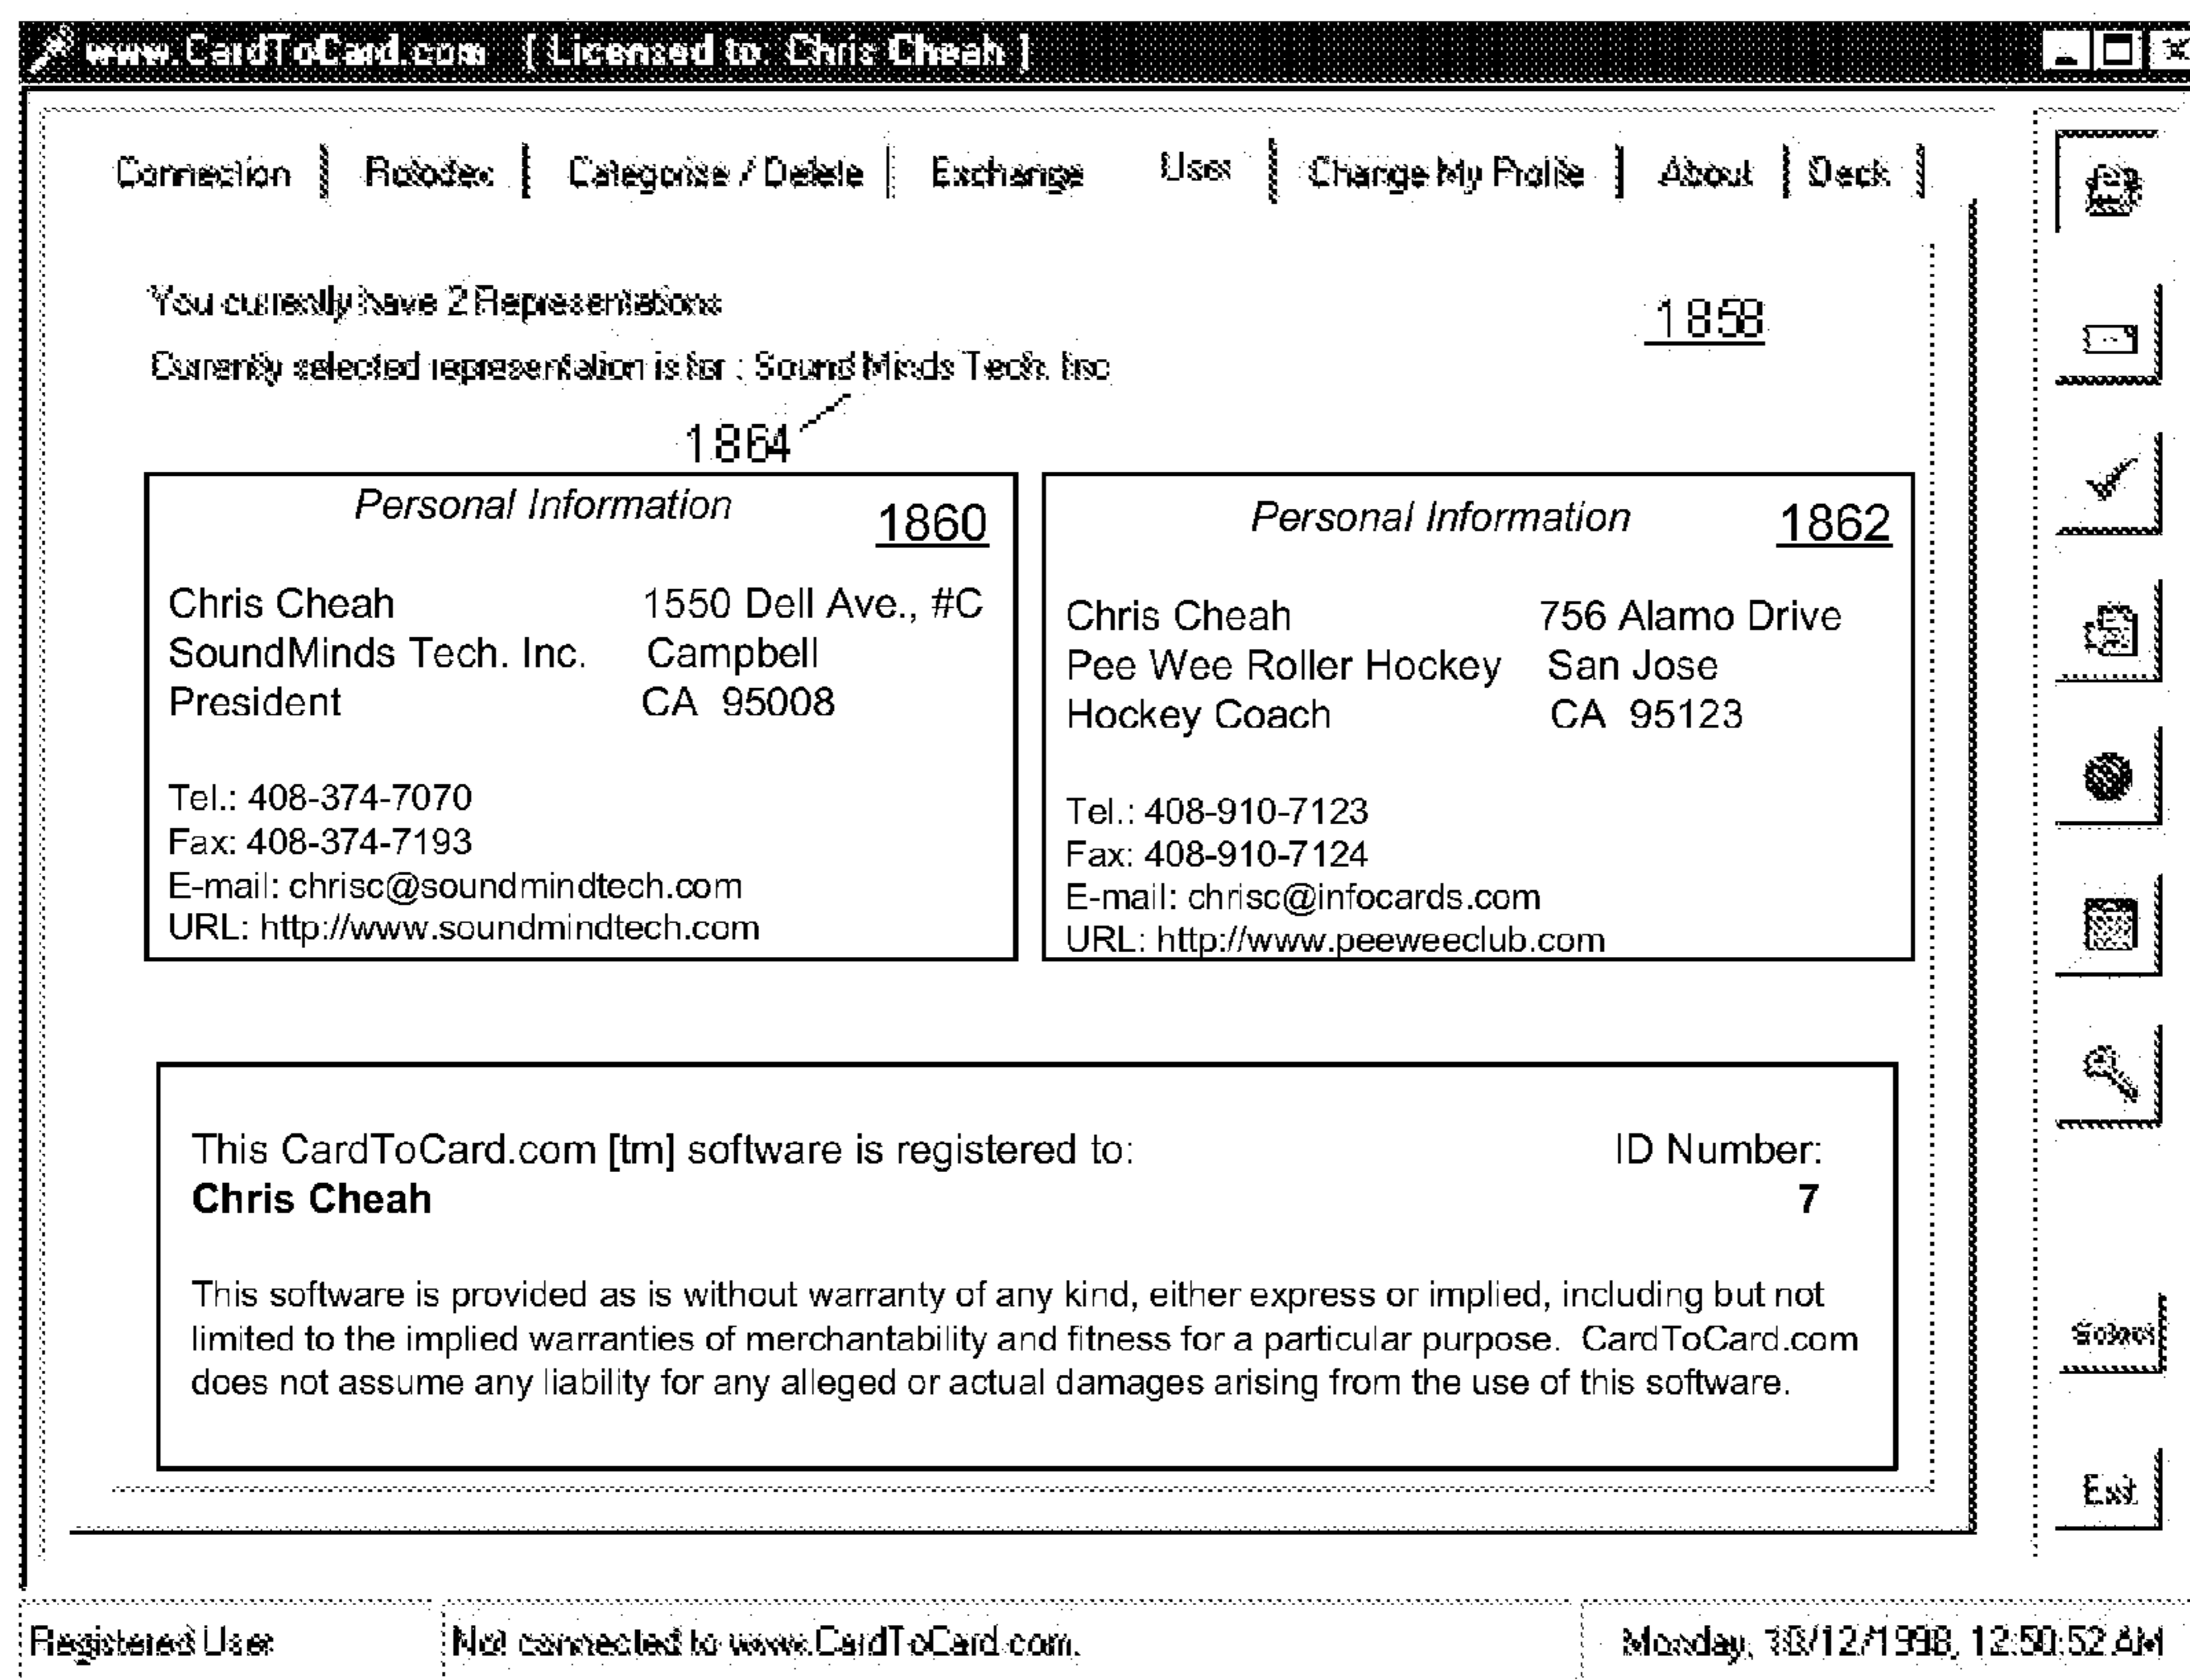 www.CardToCard.com [ Licensed to: Chris Cheah ]
Connection | Rolodex | Categorize / Delete | Exchange User | Change My Profile | About | Deck |
You currently have 2 Representations
1858
Currently selected representation is for : Sound Minds Tech. Inc
1864
Personal Information 1860
Chris Cheah 1550 Dell Ave., #C
SoundMinds Tech. Inc. Campbell
President CA 95008
Tel.: 408-374-7070
Fax: 408-374-7193
E-mail: chrisc@soundmindtech.com
URL: http://www.soundmindtech.com
Personal Information 1862
Chris Cheah 756 Alamo Drive
Pee Wee Roller Hockey San Jose
Hockey Coach CA 95123
Tel.: 408-910-7123
Fax: 408-910-7124
E-mail: chrisc@infocards.com
URL: http://www.peeweeclub.com
This CardToCard.com [tm] software is registered to: ID Number:
Chris Cheah 7
This software is provided as is without warranty of any kind, either express or implied, including but not
limited to the implied warranties of merchantability and fitness for a particular purpose. CardToCard.com
does not assume any liability for any alleged or actual damages arising from the use of this software.
Select
Exit
Registered User Not connected to www.CardToCard.com. Monday, 12:50:52 AM